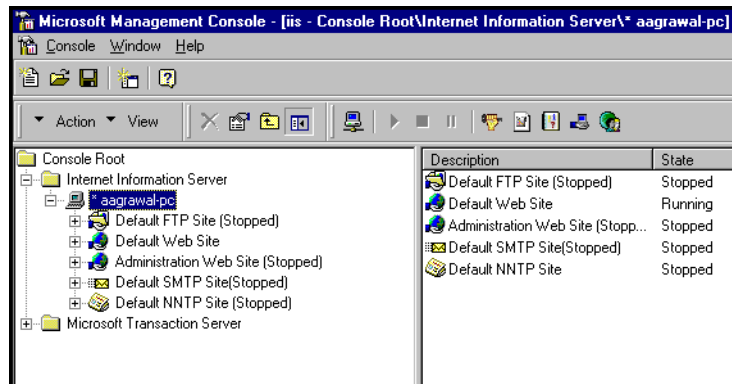 Microsoft Management Console - [iis - Console Root\Internet Information Server\* aagrawal-pc]
Console Window Help
Action View
Console Root
Internet Information Server
* aagrawal-pc
Default FTP Site (Stopped)
Default Web Site
Administration Web Site (Stopped)
Default SMTP Site(Stopped)
Default NNTP Site (Stopped)
Microsoft Transaction Server
Description State
Default FTP Site (Stopped) Stopped
Default Web Site Running
Administration Web Site (Stopp... Stopped
Default SMTP Site(Stopped) Stopped
Default NNTP Site Stopped